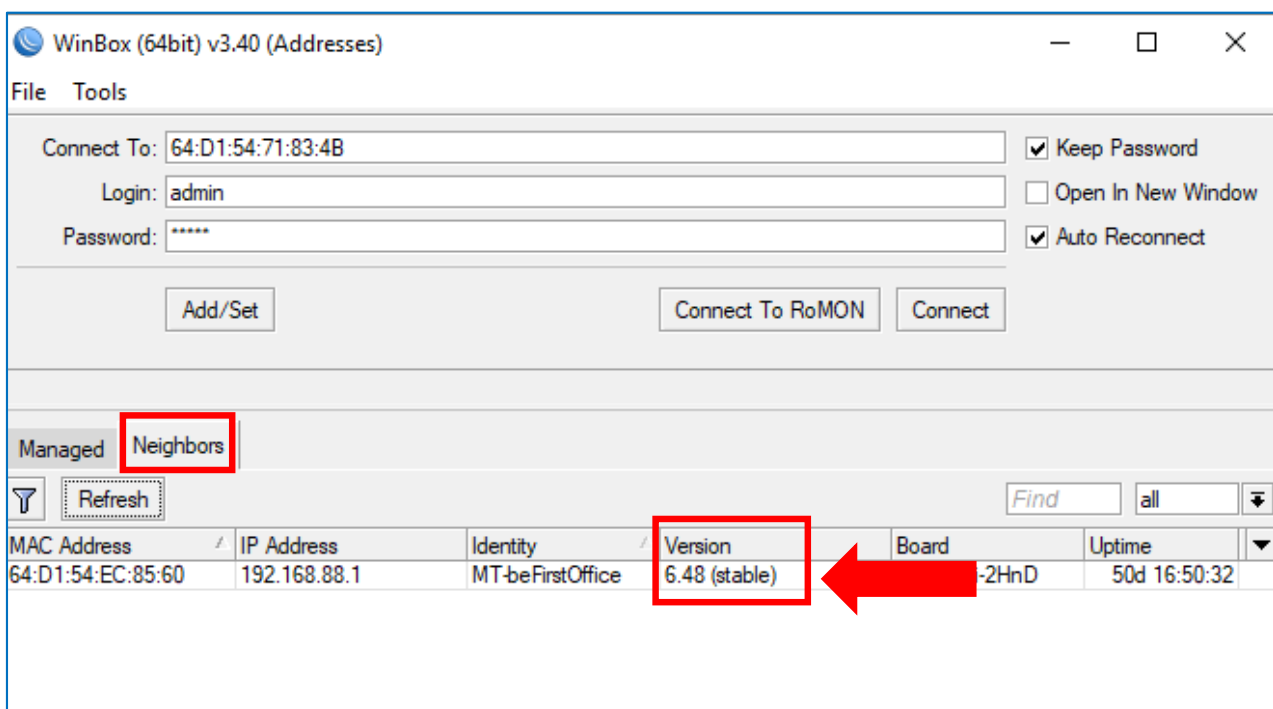 WinBox (64bit) v3.40 (Addresses)
File Tools
Connect To: 64:D1:54:71:83:4B Keep Password
Login: admin Open In New Window
Password: ***** Auto Reconnect
Add/Set Connect To RoMON Connect
Managed Neighbors
Refresh Find all
MAC Address IP Address Identity Version Board Uptime
64:D1:54:EC:85:60 192.168.88.1 MT-beFirstOffice 6.48 (stable) -2HnD 50d 16:50:32